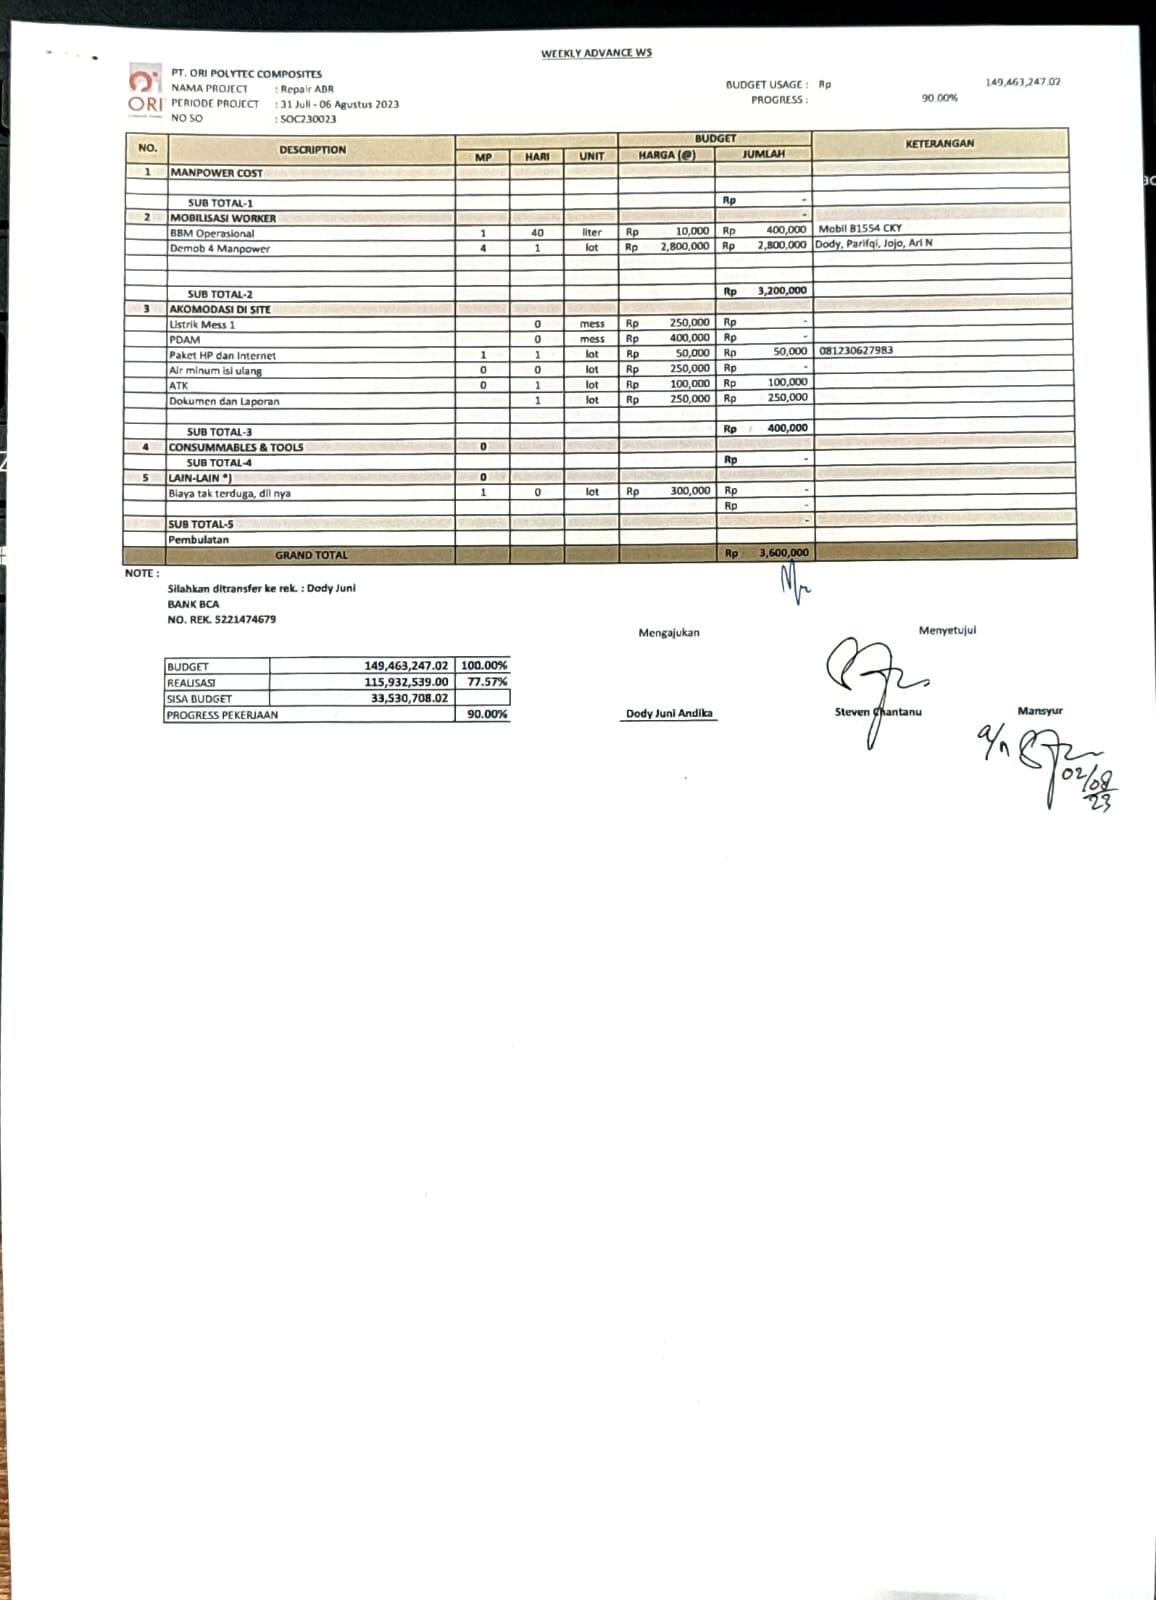 WEEKLY ADVANCE W5
PT. ORI POLYTEC COMPOSITES
NAMA PROJECT : Repair ABR
PERIODE PROJECT : 31 Juli - 06 Agustus 2023
NO SO : SOC230023
ORI
BUDGET USAGE : Rp 149,463,247.02
PROGRESS : 90.00%
NO. DESCRIPTION MP HARI UNIT BUDGET HARGA (@) JUMLAH KETERANGAN
1 MANPOWER COST
SUB TOTAL-1 Rp -
2 MOBILISASI WORKER -
BBM Operasional 1 40 liter Rp 10,000 Rp 400,000 Mobil B1554 CKY
Demob 4 Manpower 4 1 lot Rp 2,800,000 Rp 2,800,000 Dody, Parifqi, Jojo, Ari N
SUB TOTAL-2 Rp 3,200,000
3 AKOMODASI DI SITE
Listrik Mess 1 0 mess Rp 250,000 Rp -
PDAM 0 mess Rp 400,000 Rp -
Paket HP dan Internet 1 1 lot Rp 50,000 Rp 50,000 081230627983
Air minum isi ulang 0 0 lot Rp 250,000 Rp -
ATK 0 1 lot Rp 100,000 Rp 100,000
Dokumen dan Laporan 1 lot Rp 250,000 Rp 250,000
SUB TOTAL-3 Rp 400,000
4 CONSUMMABLES & TOOLS 0
SUB TOTAL-4 Rp -
5 LAIN-LAIN *) 0
Biaya tak terduga, dll nya 1 0 lot Rp 300,000 Rp -
Rp -
SUB TOTAL-5 -
Pembulatan
GRAND TOTAL Rp 3,600,000
NOTE :
Silahkan ditransfer ke rek. : Dody Juni
BANK BCA
NO. REK. 5221474679
Mengajukan Menyetujui
BUDGET 149,463,247.02 100.00%
REALISASI 115,932,539.00 77.57%
SISA BUDGET 33,530,708.02
PROGRESS PEKERJAAN 90.00%
Dody Juni Andika Steven Chantanu Mansyur
a/n
02/08
23